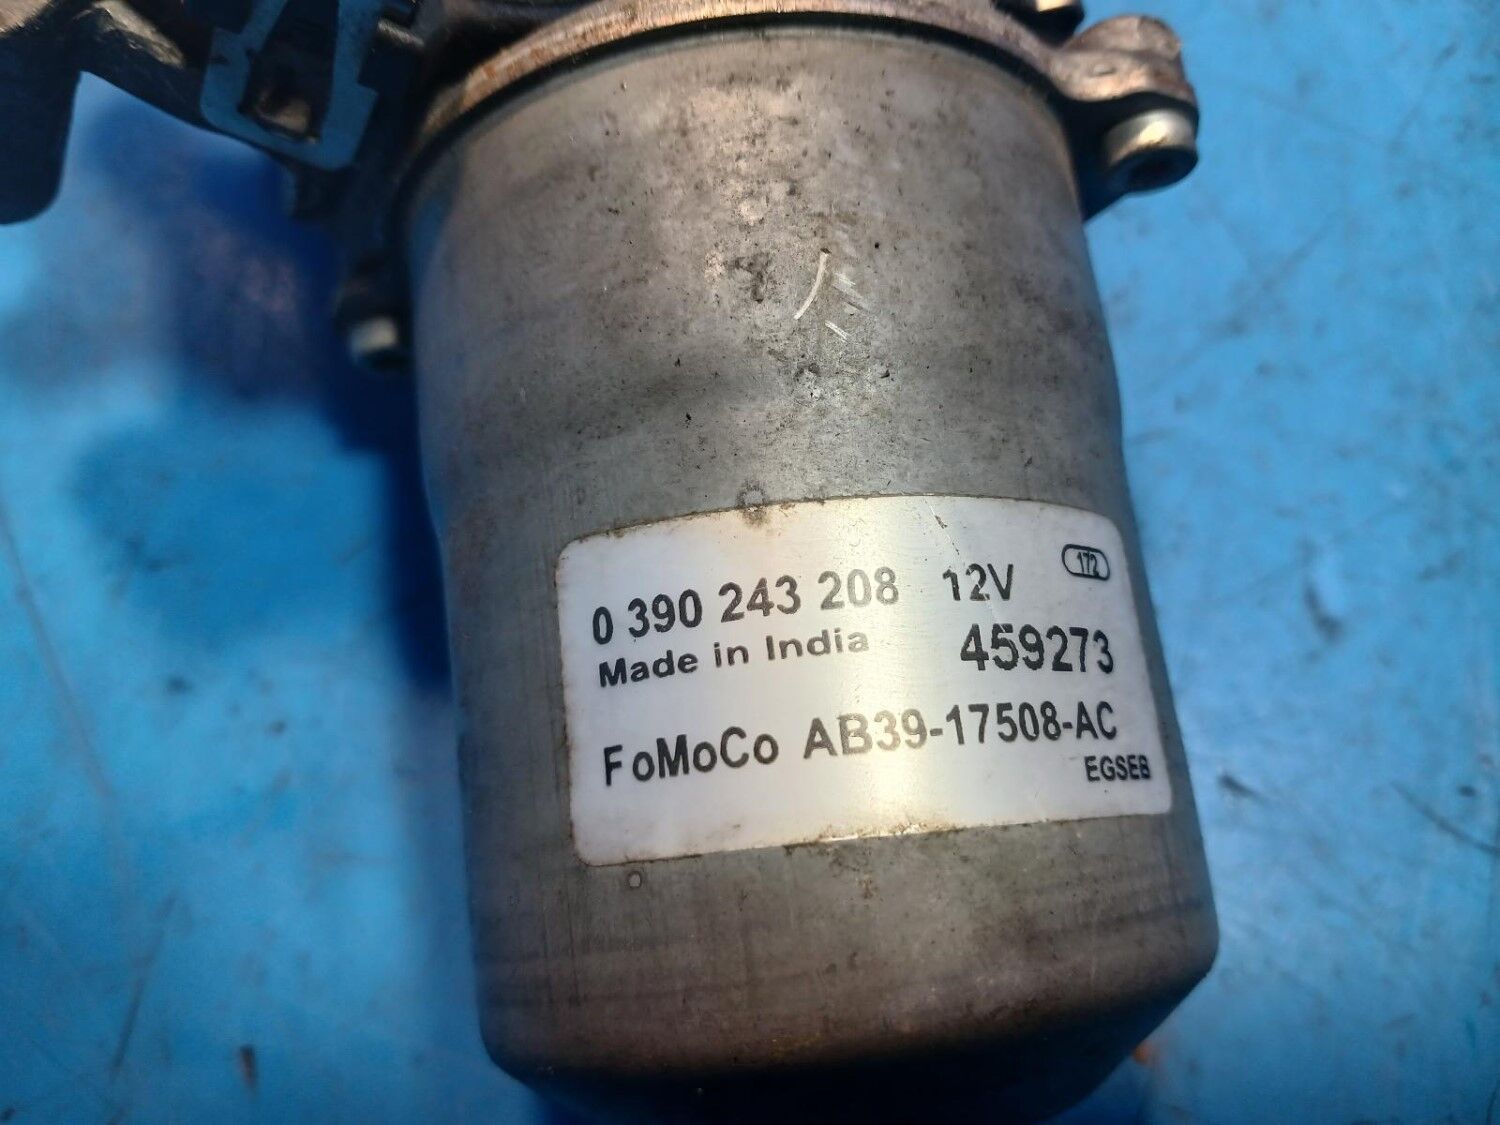 0 390 243 208 12V 172
Made in India 459273
FoMoCo AB39-17508-AC
EGSEB